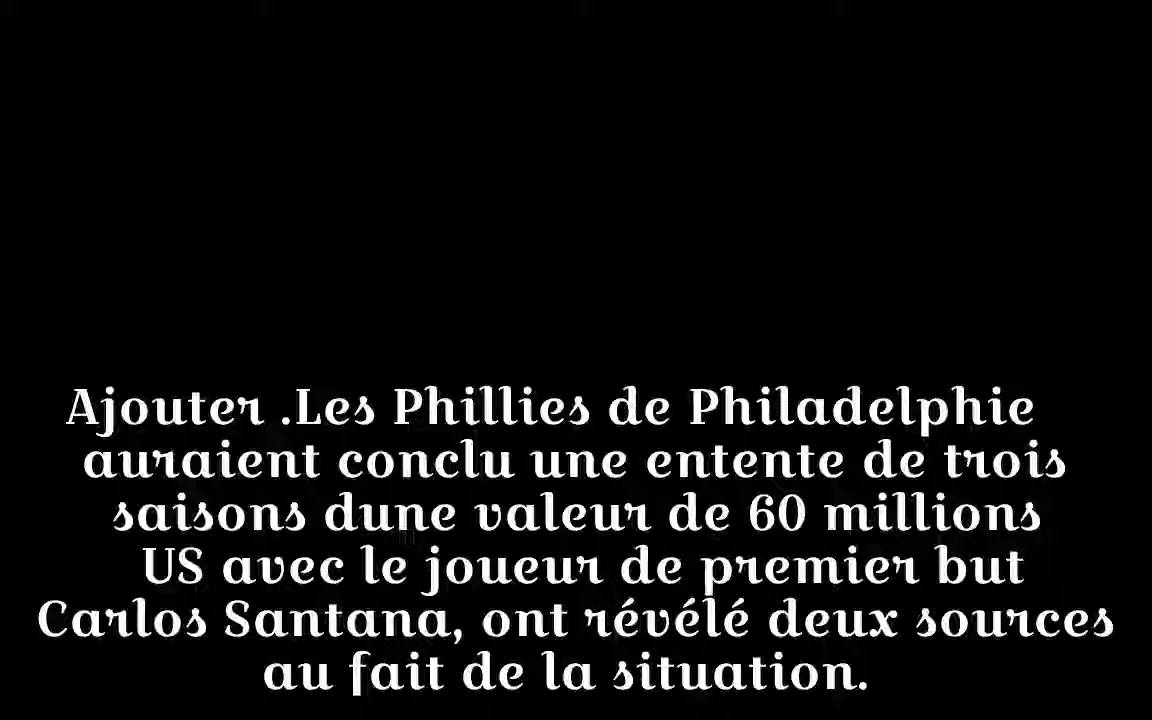 Ajouter .Les Phillies de Philadelphie
auraient conclu une entente de trois
saisons dune valeur de 60 millions
US avec le joueur de premier but
Carlos Santana, ont révélé deux sources
au fait de la situation.